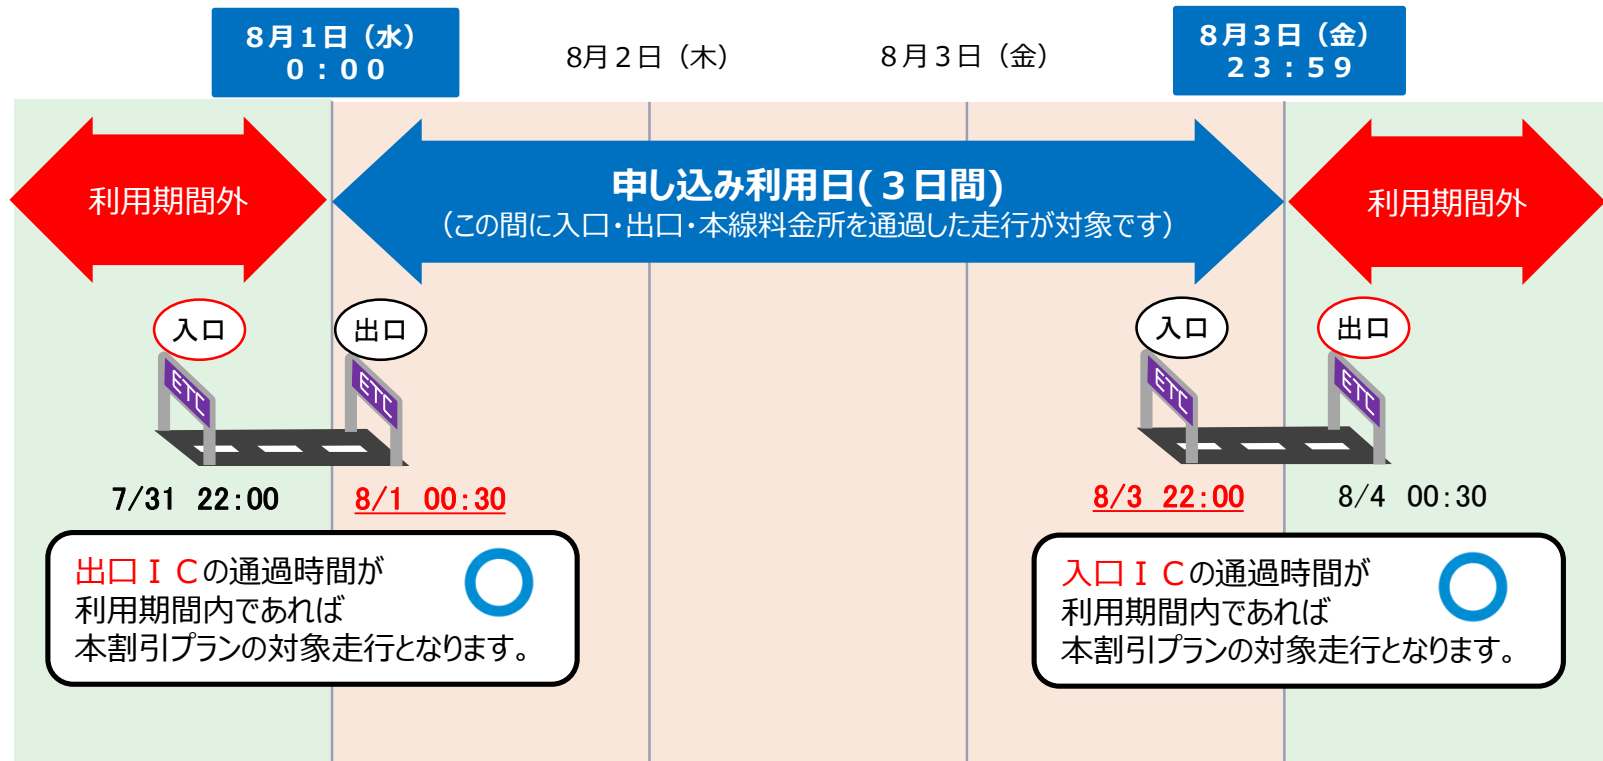 8月1日（水）
0：00
8月2日（木）
8月3日（金）
8月3日（金）
23：59
利用期間外
申し込み利用日(3日間)
（この間に入口・出口・本線料金所を通過した走行が対象です）
利用期間外
入口
出口
入口
出口
ETC
ETC
ETC
ETC
7/31 22:00
8/1 00:30
8/3 22:00
8/4 00:30
出口ＩＣの通過時間が
利用期間内であれば
本割引プランの対象走行となります。
入口ＩＣの通過時間が
利用期間内であれば
本割引プランの対象走行となります。